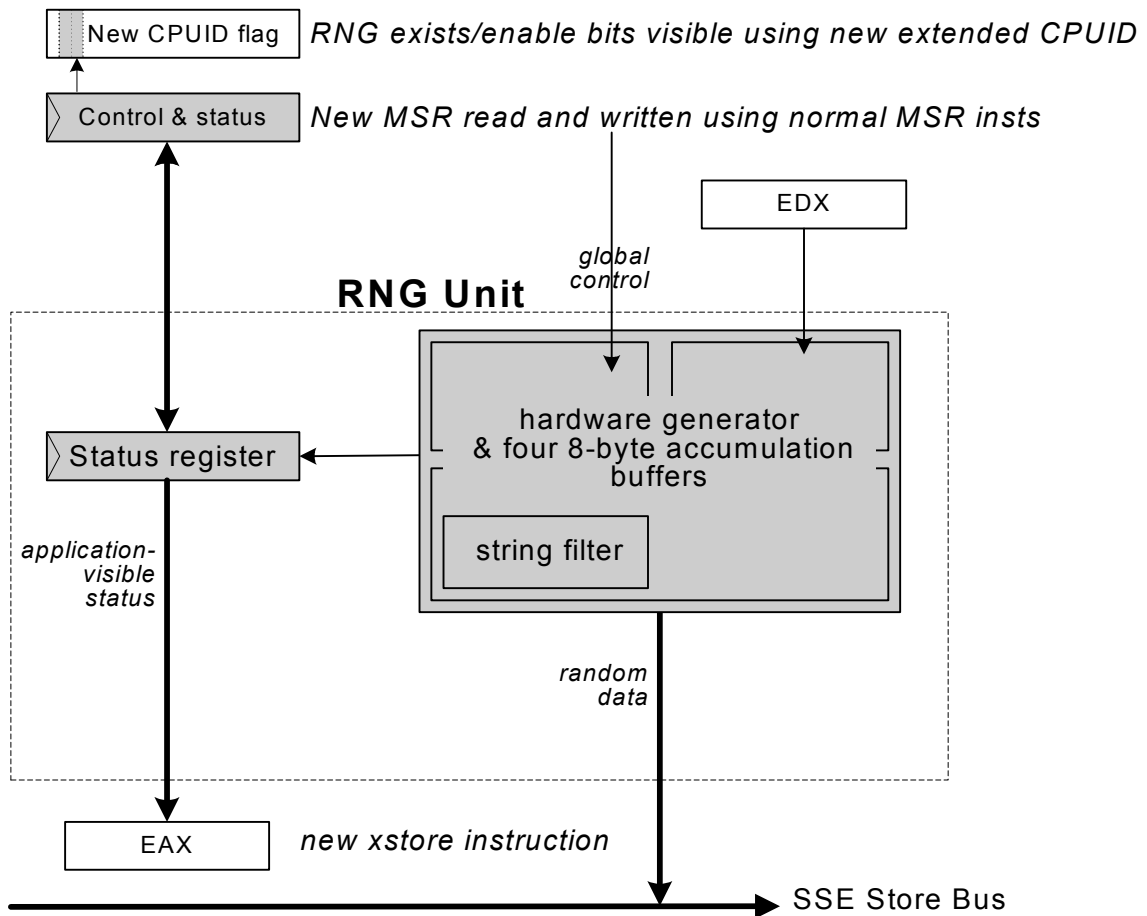 New CPUID flag RNG exists/enable bits visible using new extended CPUID
Control & status New MSR read and written using normal MSR insts
EDX
global
control
RNG Unit
hardware generator
& four 8-byte accumulation
buffers
Status register
string filter
application-
visible
status
random
data
EAX new xstore instruction
SSE Store Bus